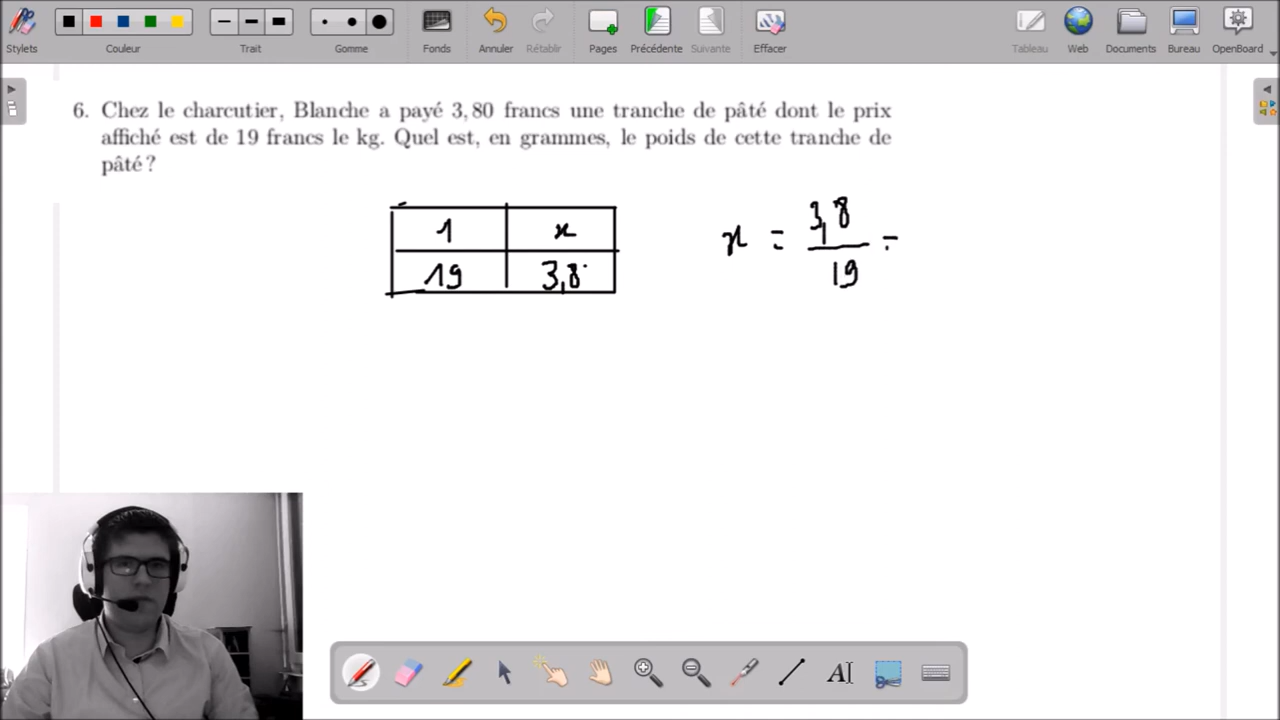 Stylets Couleur Trait Gomme Fonds Annuler Rétablir Pages Précédente Suivante Effacer Tableau Web Documents Bureau OpenBoard
6. Chez le charcutier, Blanche a payé 3,80 francs une tranche de pâté dont le prix
affiché est de 19 francs le kg. Quel est, en grammes, le poids de cette tranche de
pâté ?
1 x
19 3,8
x = 3,8/19 =
AI